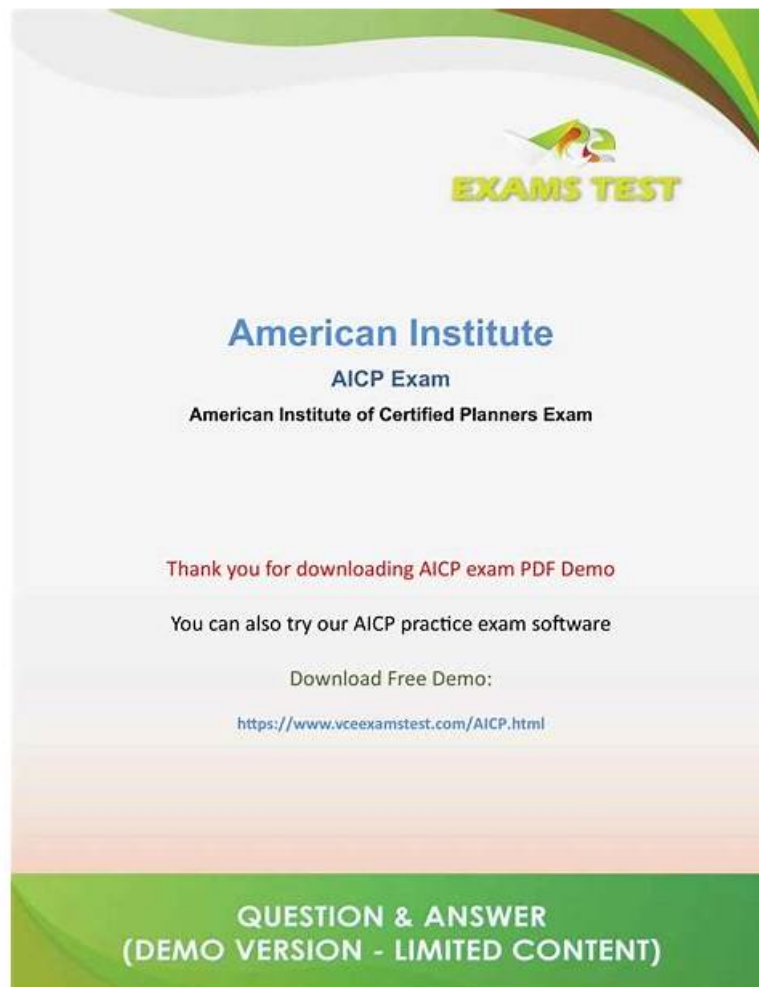 EXAMS TEST
American Institute
AICP Exam
American Institute of Certified Planners Exam
Thank you for downloading AICP exam PDF Demo
You can also try our AICP practice exam software
Download Free Demo:
https://www.vceexamstest.com/AICP.html
QUESTION & ANSWER
(DEMO VERSION - LIMITED CONTENT)